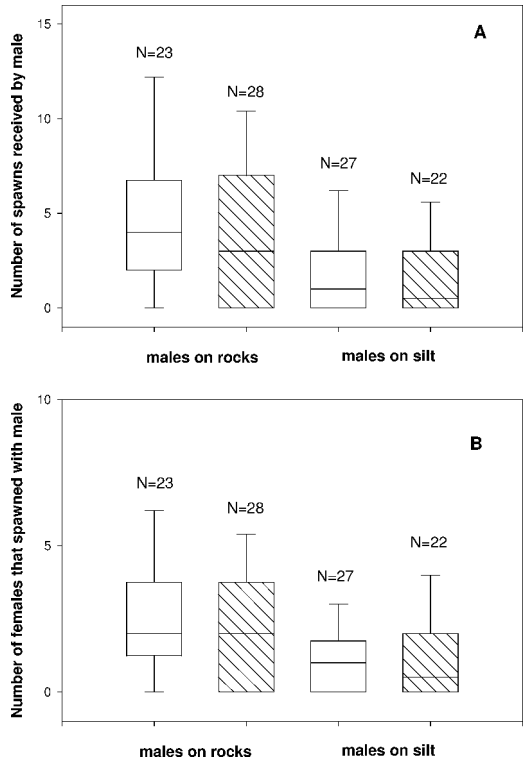 15
10
5
0
Number of spawns received by male
A
N=23
N=28
N=27
N=22
males on rocks
males on silt
10
5
0
Number of females that spawned with male
B
N=23
N=28
N=27
N=22
males on rocks
males on silt